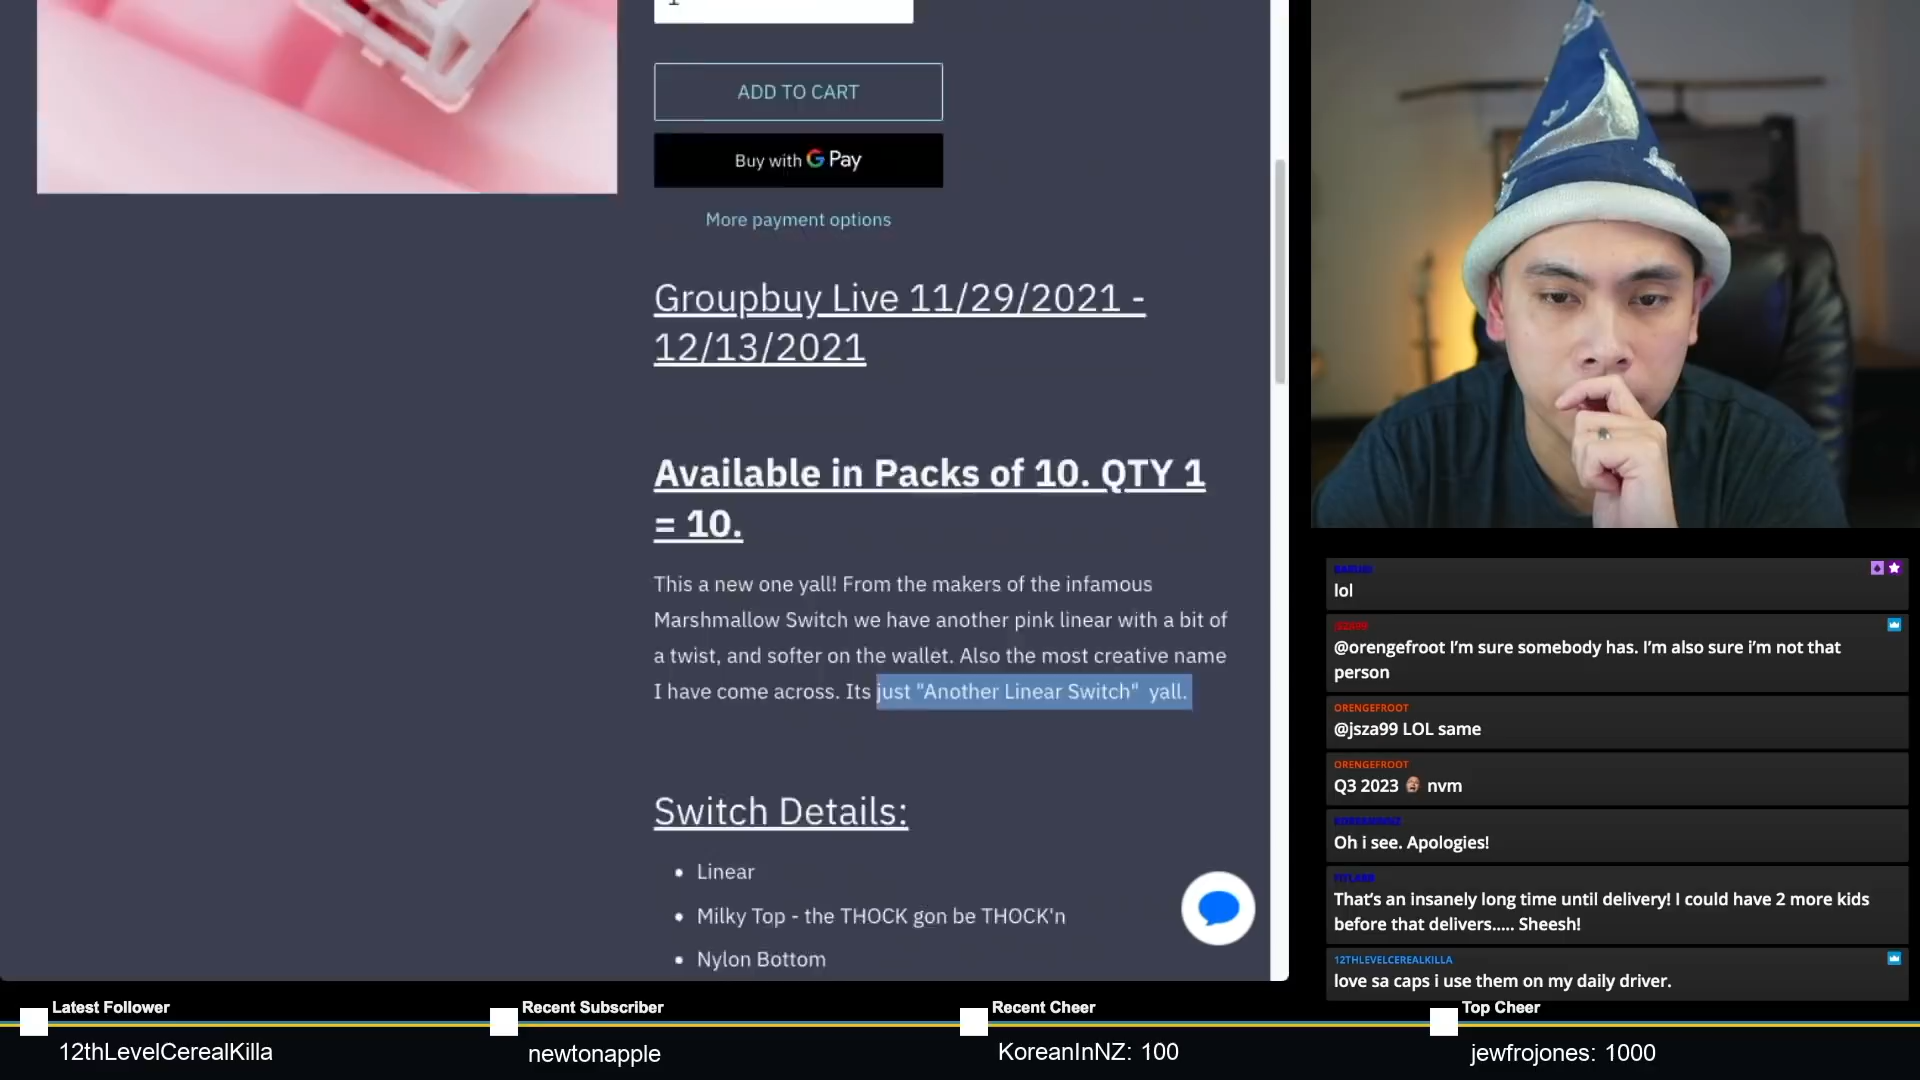 ADD TO CART
Buy with G Pay
More payment options
Groupbuy Live 11/29/2021 -
12/13/2021
Available in Packs of 10. QTY 1
= 10.
This a new one yall! From the makers of the infamous
Marshmallow Switch we have another pink linear with a bit of
a twist, and softer on the wallet. Also the most creative name
I have come across. Its just "Another Linear Switch" yall.
Switch Details:
Linear
Milky Top - the THOCK gon be THOCK'n
Nylon Bottom
lol
@orengefroot I'm sure somebody has. I'm also sure i'm not that
person
ORENGEFROOT
@jsza99 LOL same
ORENGEFROOT
Q3 2023 nvm
Oh i see. Apologies!
That's an insanely long time until delivery! I could have 2 more kids
before that delivers..... Sheesh!
12THLEVELCEREALKILLA
love sa caps i use them on my daily driver.
Latest Follower
12thLevelCerealKilla
Recent Subscriber
newtonapple
Recent Cheer
KoreanInNZ: 100
Top Cheer
jewfrojones: 1000